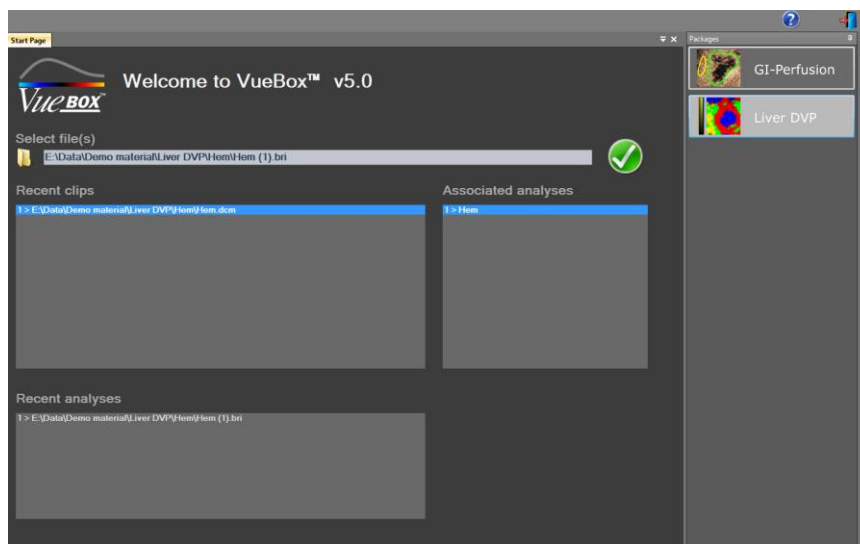 Start Page
VUEBOX™
Welcome to VueBox™ v5.0
Select file(s)
E:\Data\Demo material\Liver DVP\Hem\Hem (1).bri
Recent clips
1 > E:\Data\Demo material\Liver DVP\Hem\Hem.dcm
Associated analyses
1 > Hem
Recent analyses
1 > E:\Data\Demo material\Liver DVP\Hem\Hem (1).bri
?
Packages
GI-Perfusion
Liver DVP